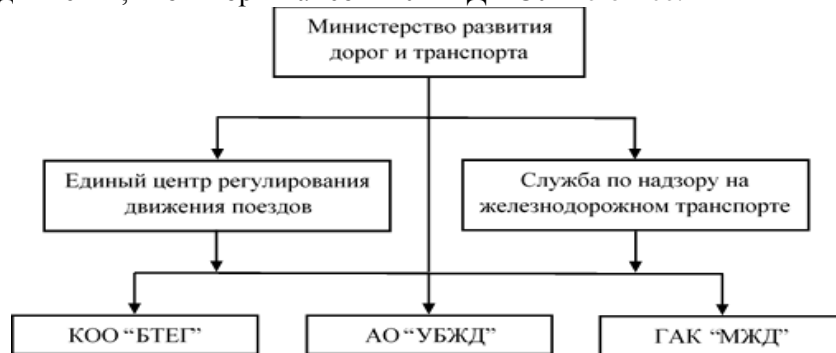 Министерство развития
дорог и транспорта
Единый центр регулирования
движения поездов
Служба по надзору на
железнодорожном транспорте
КОО “БТЕГ”
АО “УБЖД”
ГАК “МЖД”